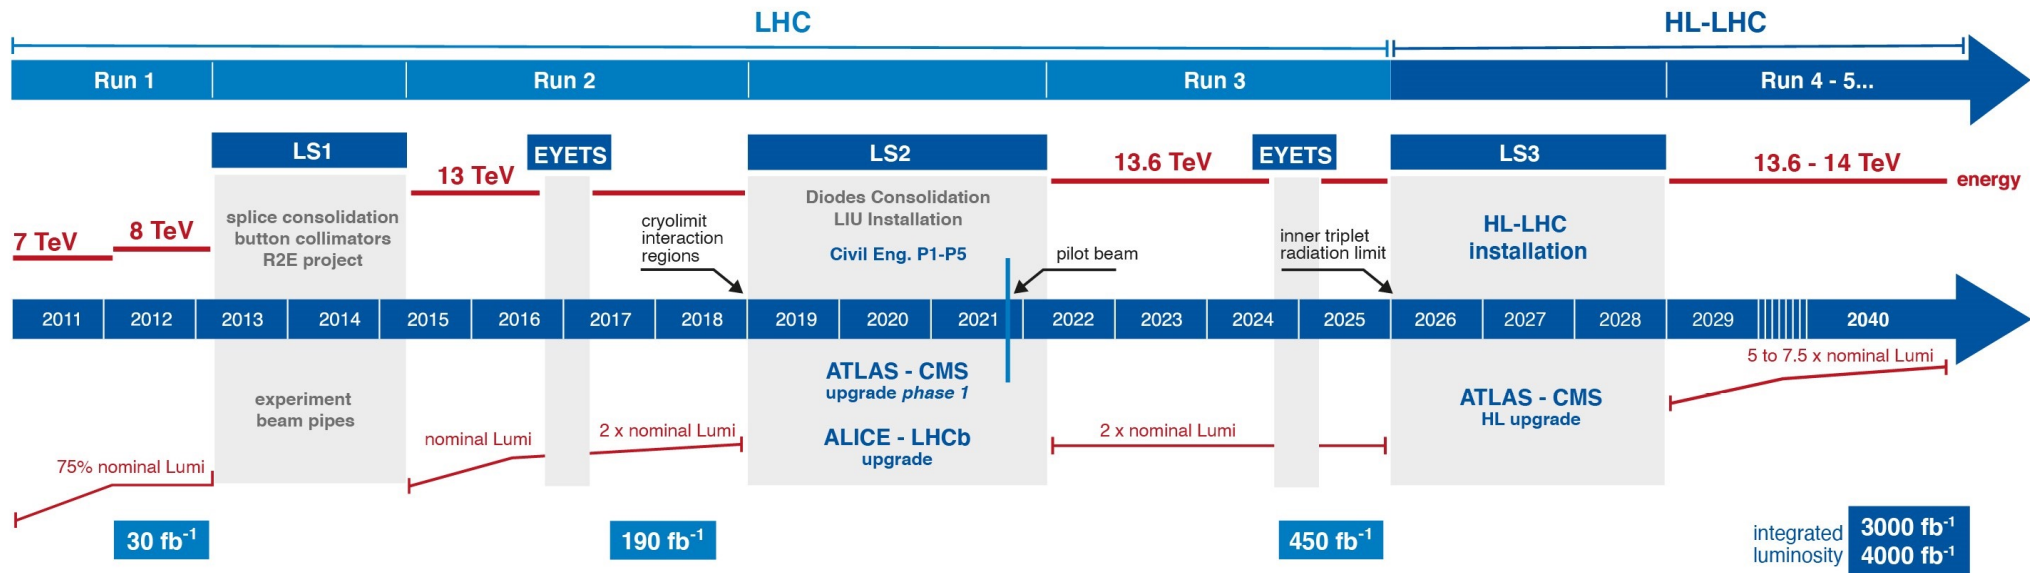 LHC
HL-LHC
Run 1
Run 2
Run 3
Run 4 - 5...
LS1
EYETS
LS2
EYETS
LS3
13 TeV
13.6 TeV
13.6 - 14 TeV
energy
7 TeV
8 TeV
splice consolidation
button collimators
R2E project
cryolimit
interaction
regions
Diodes Consolidation
LIU Installation
Civil Eng. P1-P5
pilot beam
inner triplet
radiation limit
HL-LHC
installation
2011
2012
2013
2014
2015
2016
2017
2018
2019
2020
2021
2022
2023
2024
2025
2026
2027
2028
2029
2040
experiment
beam pipes
75% nominal Lumi
nominal Lumi
2 x nominal Lumi
ATLAS - CMS
upgrade phase 1
ALICE - LHCb
upgrade
2 x nominal Lumi
ATLAS - CMS
HL upgrade
5 to 7.5 x nominal Lumi
30 fb⁻¹
190 fb⁻¹
450 fb⁻¹
integrated
luminosity
3000 fb⁻¹
4000 fb⁻¹